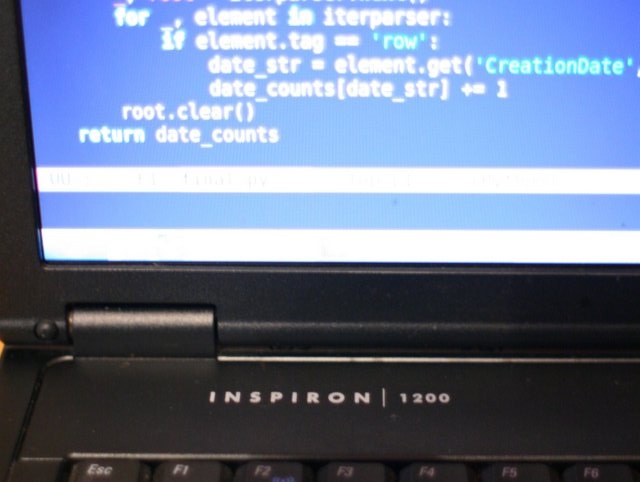 for _, element in iterparser:
if element.tag == 'row':
date_str = element.get('CreationDate',
date_counts[date_str] += 1
root.clear()
return date_counts
INSPIRON | 1200
Esc F1 F2 F3 F4 F5 F6